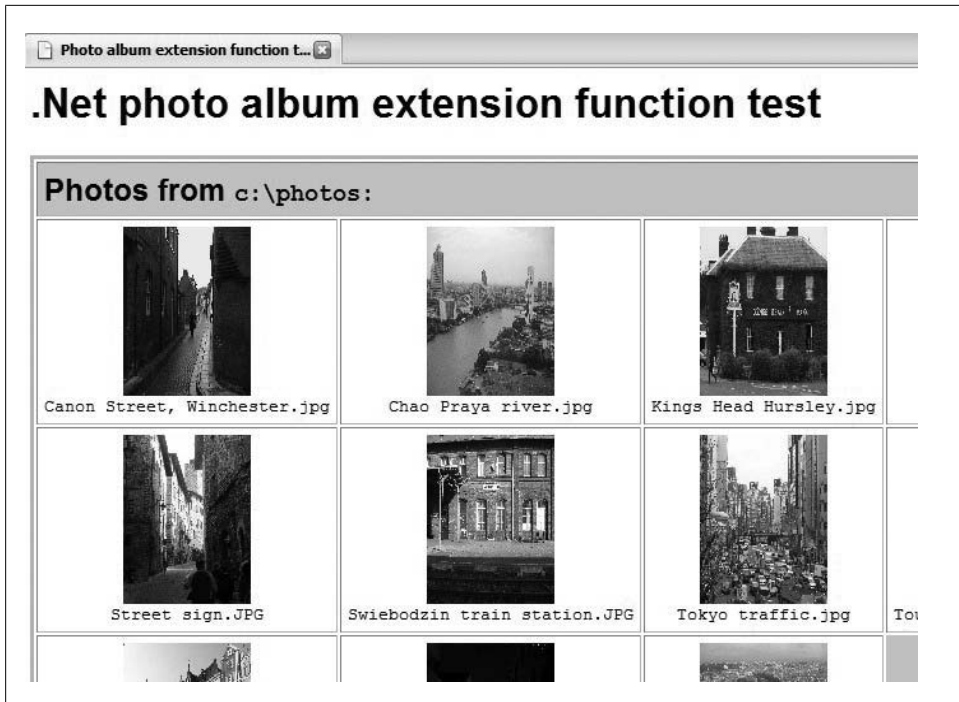 Photo album extension function t...
.Net photo album extension function test
Photos from c:\photos:
Canon Street, Winchester.jpg
Chao Praya river.jpg
Kings Head Hursley.jpg
Street sign.JPG
Swiebodzin train station.JPG
Tokyo traffic.jpg